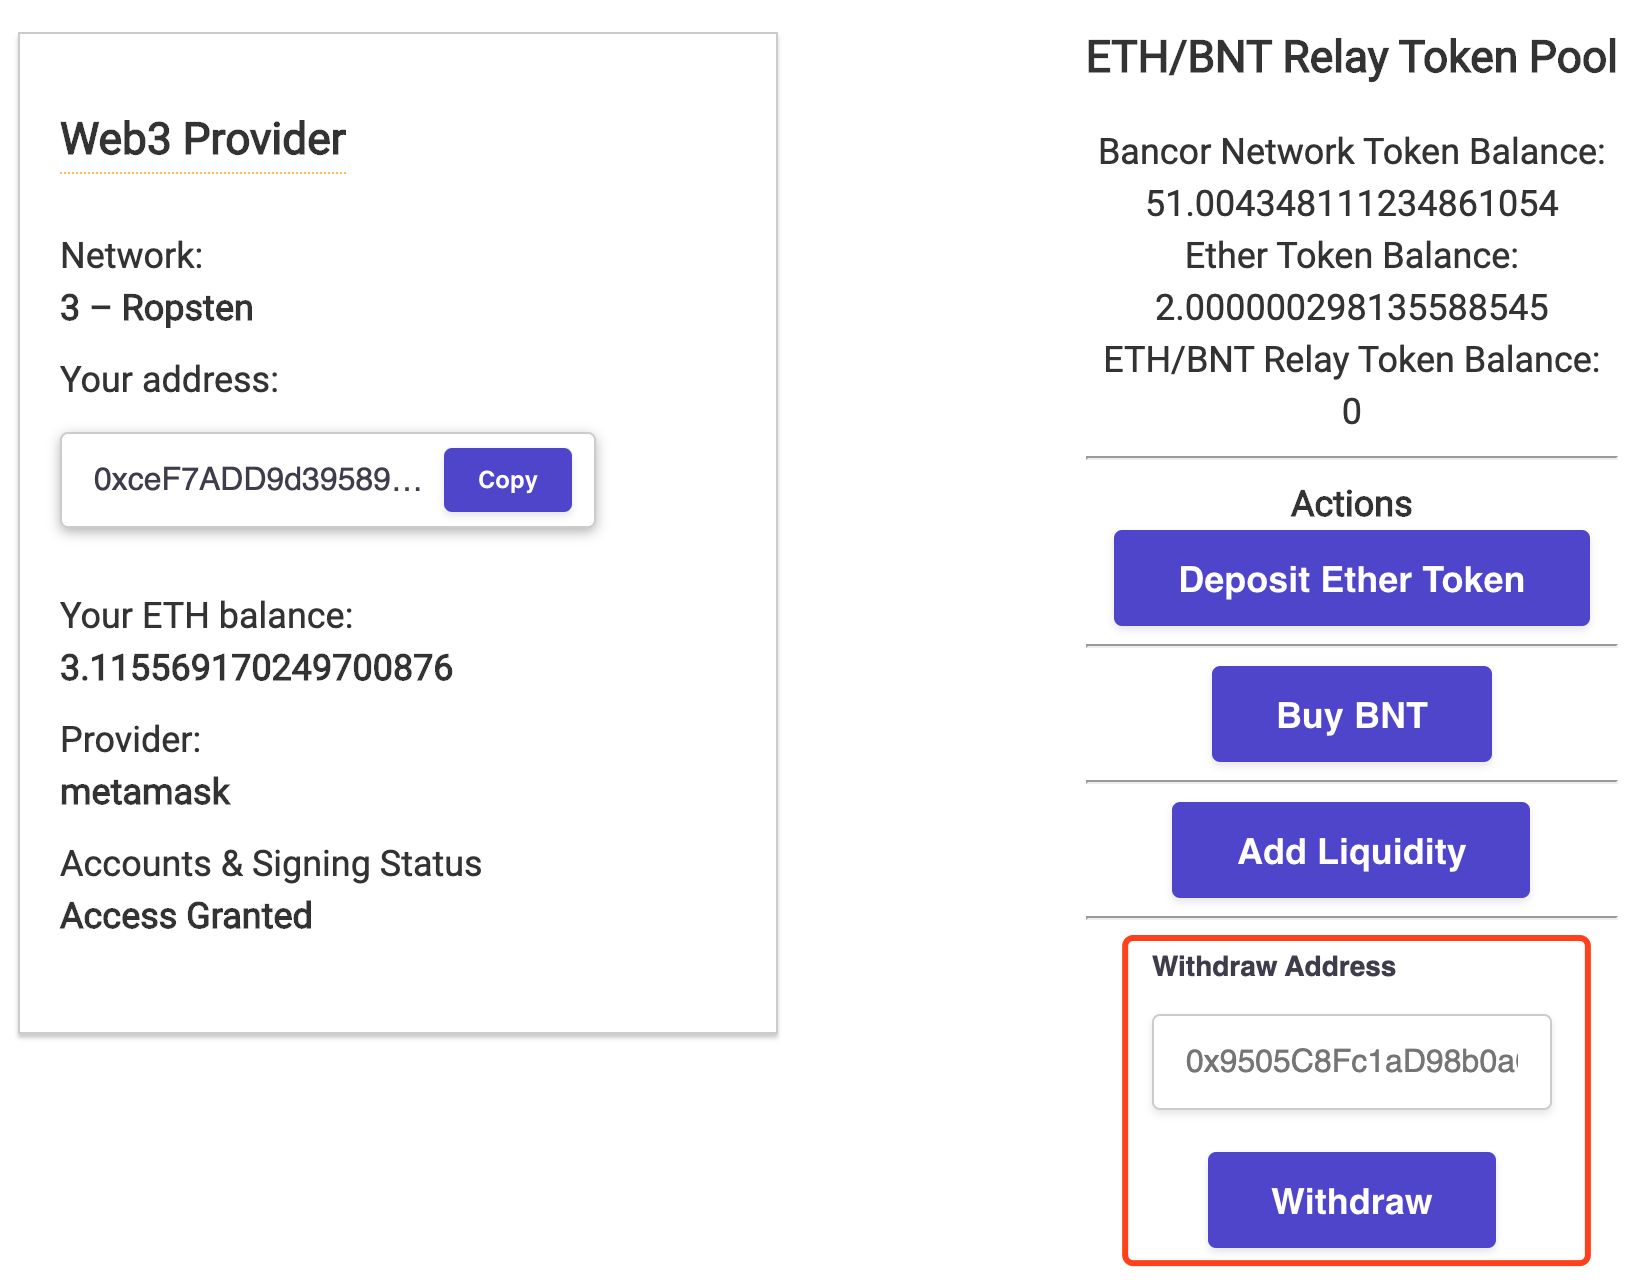 Web3 Provider
Network:
3 – Ropsten
Your address:
0xceF7ADD9d39589...
Copy
Your ETH balance:
3.115569170249700876
Provider:
metamask
Accounts & Signing Status
Access Granted
ETH/BNT Relay Token Pool
Bancor Network Token Balance:
51.004348111234861054
Ether Token Balance:
2.000000298135588545
ETH/BNT Relay Token Balance:
0
Actions
Deposit Ether Token
Buy BNT
Add Liquidity
Withdraw Address
0x9505C8Fc1aD98b0a
Withdraw